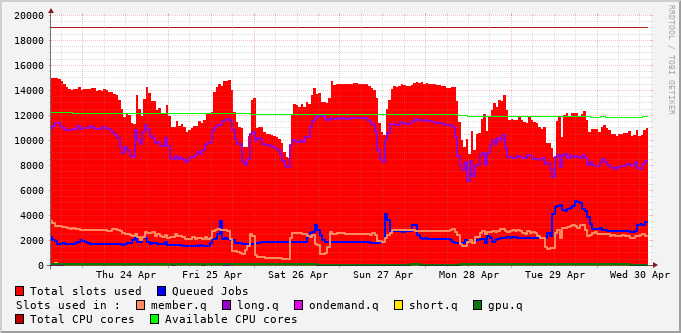 20000
18000
16000
14000
12000
10000
8000
6000
4000
2000
0
Thu 24 Apr Fri 25 Apr Sat 26 Apr Sun 27 Apr Mon 28 Apr Tue 29 Apr Wed 30 Apr
Total slots used Queued Jobs
Slots used in : member.q long.q ondemand.q short.q gpu.q
Total CPU cores Available CPU cores
RRDTOOL / TOBI OETIKER